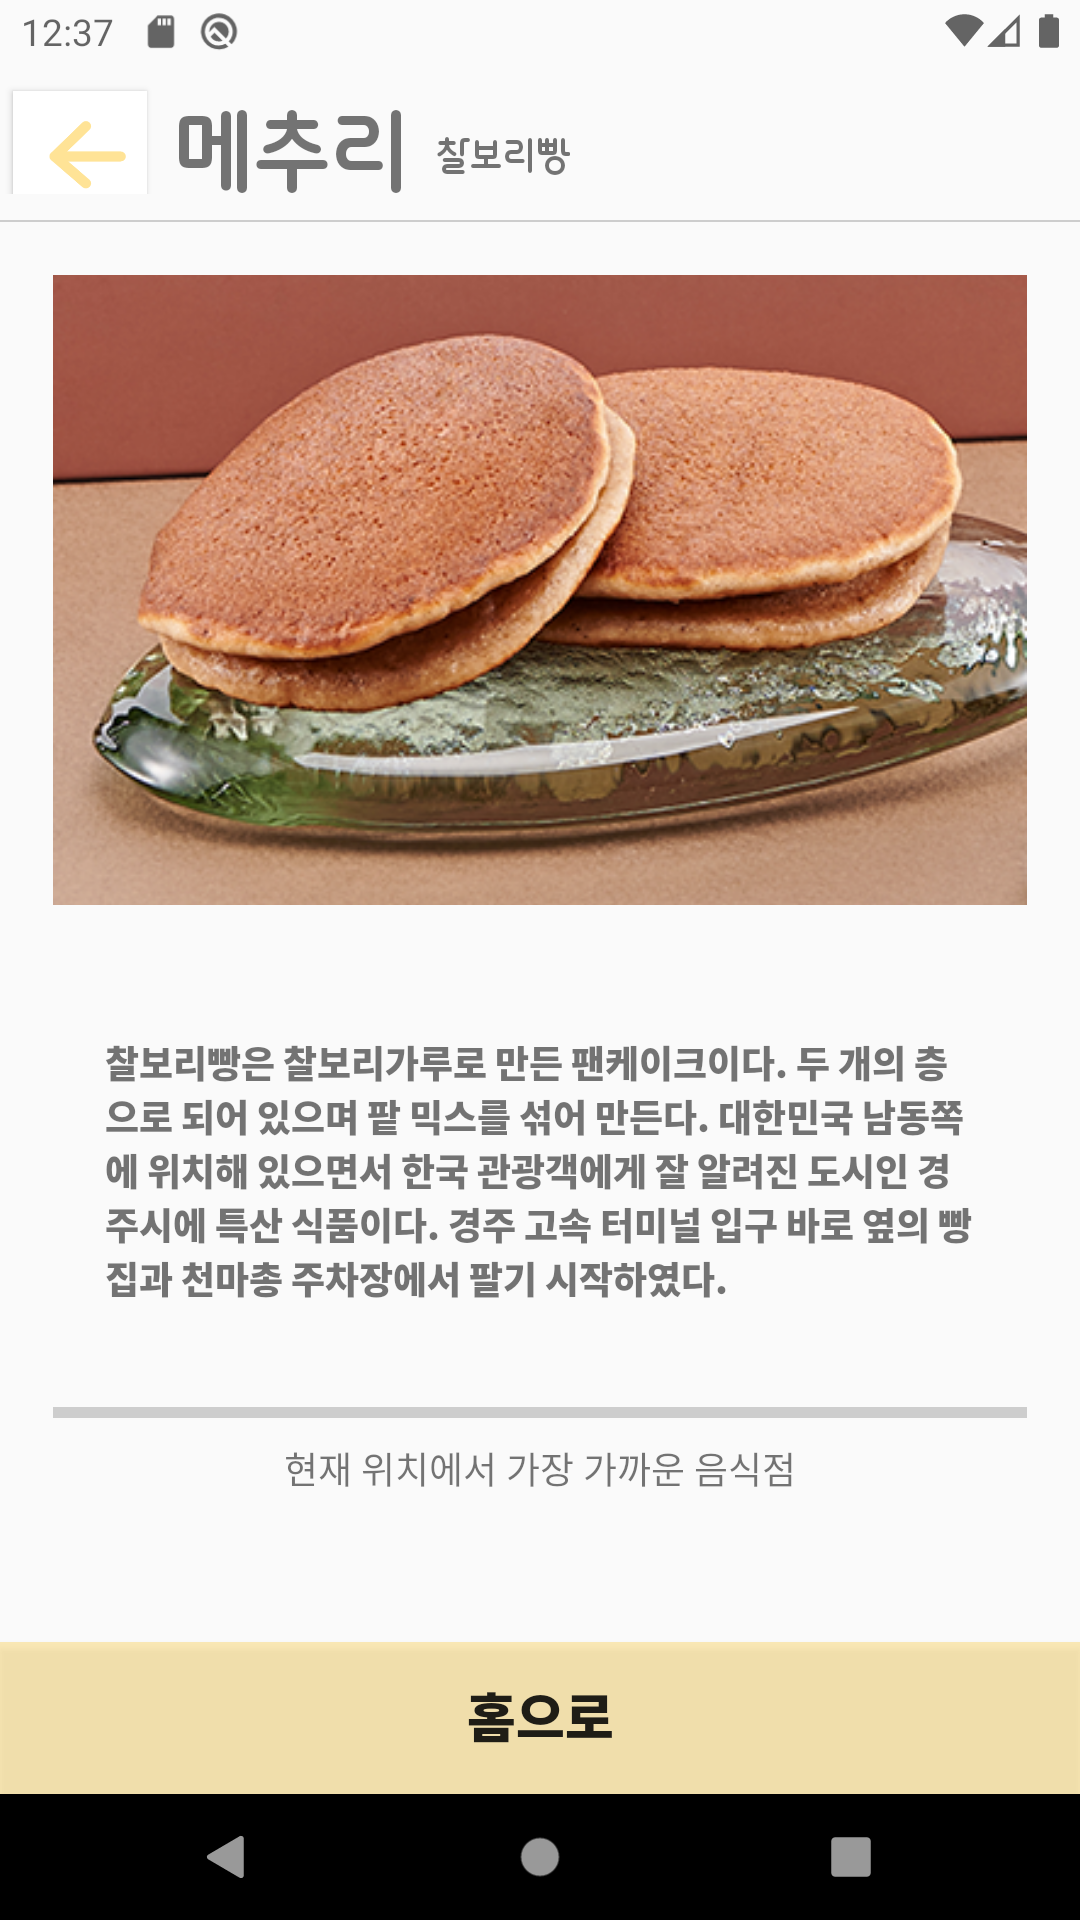 12:37
메추리 찰보리빵
찰보리빵은 찰보리가루로 만든 팬케이크이다. 두 개의 층
으로 되어 있으며 팥 믹스를 섞어 만든다. 대한민국 남동쪽
에 위치해 있으면서 한국 관광객에게 잘 알려진 도시인 경
주시에 특산 식품이다. 경주 고속 터미널 입구 바로 옆의 빵
집과 천마총 주차장에서 팔기 시작하였다.
현재 위치에서 가장 가까운 음식점
홈으로